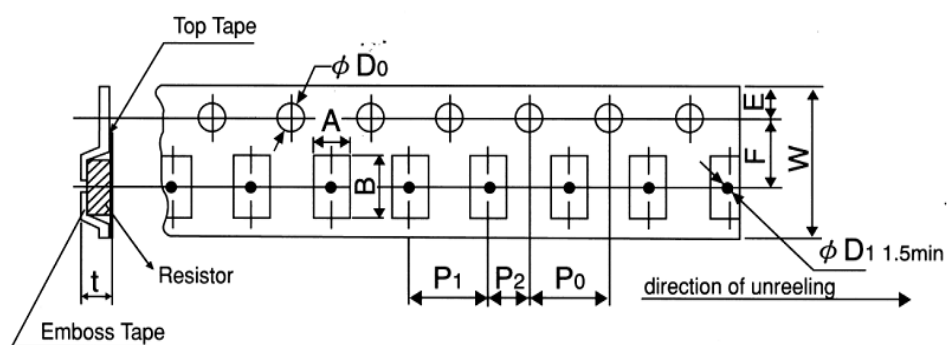 Top Tape
φ D0
A
B
E
F
W
t
Resistor
Emboss Tape
P1
P2
P0
φ D1 1.5min
direction of unreeling